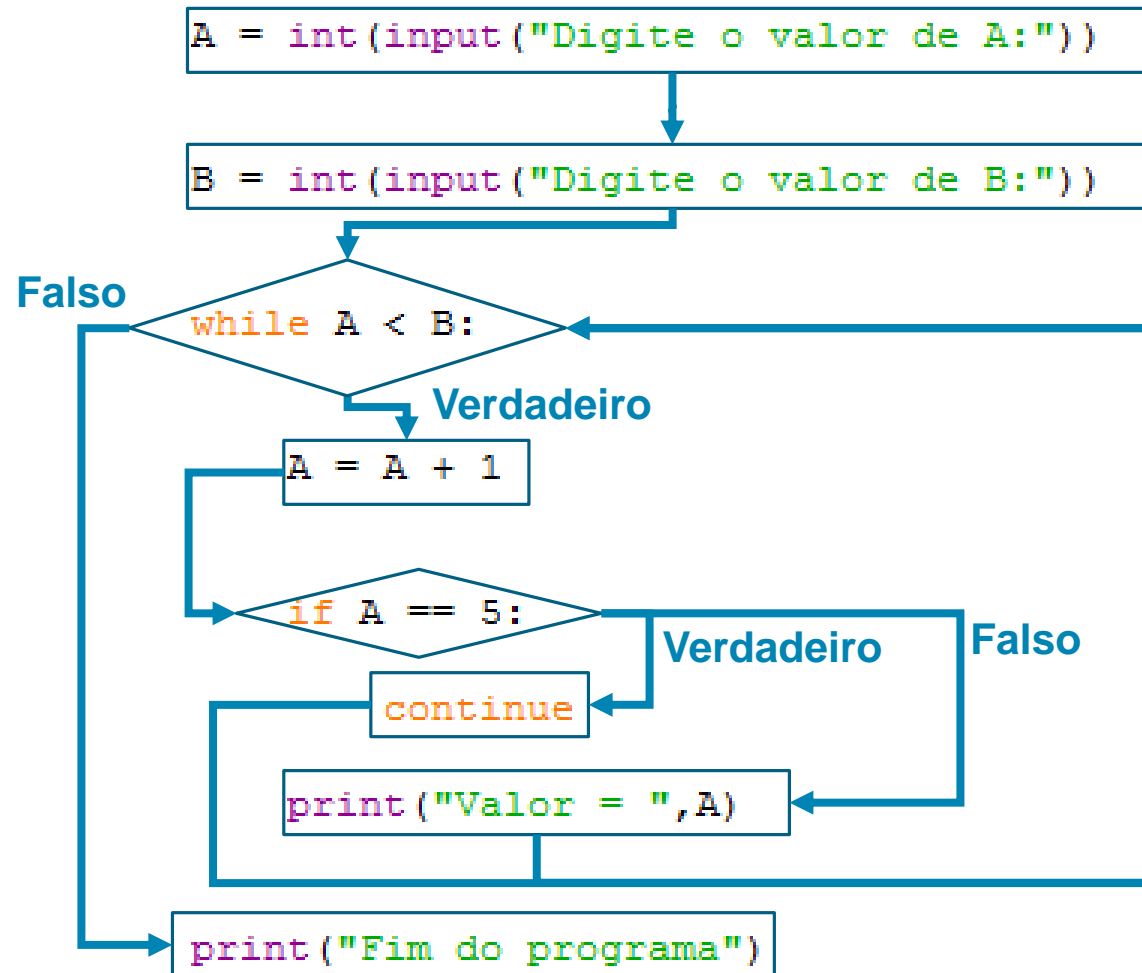 A = int(input("Digite o valor de A:"))
B = int(input("Digite o valor de B:"))
Falso
while A < B:
Verdadeiro
A = A + 1
if A == 5:
Verdadeiro
Falso
continue
print("Valor = ",A)
print("Fim do programa")